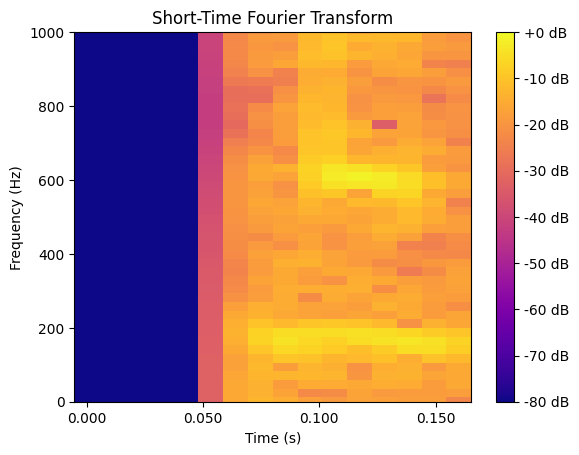 Short-Time Fourier Transform
1000
800
600
400
200
0
Frequency (Hz)
0.000
0.050
0.100
0.150
Time (s)
+0 dB
-10 dB
-20 dB
-30 dB
-40 dB
-50 dB
-60 dB
-70 dB
-80 dB